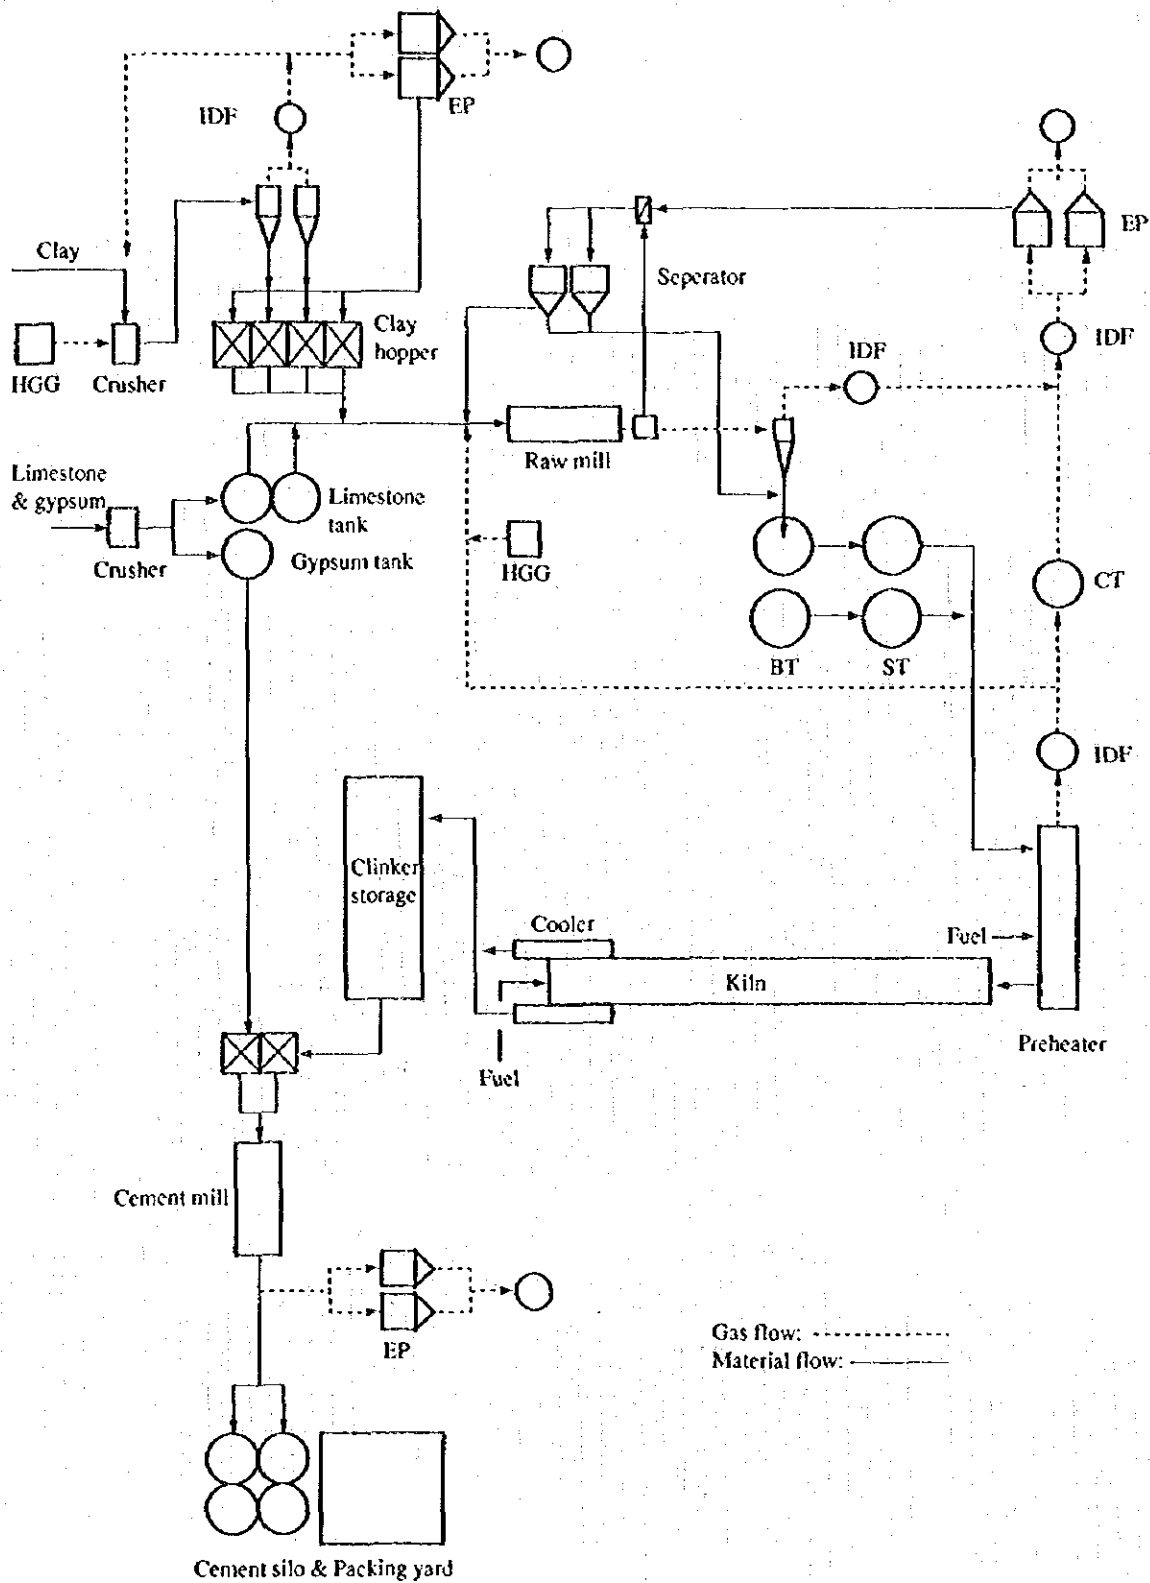 EP
IDF
EP
Clay
Seperator
Clay
hopper
IDF
IDF
HGG
Crusher
Raw mill
Limestone
& gypsum
Limestone
tank
Crusher
Gypsum tank
HGG
CT
BT
ST
IDF
Clinker
storage
Cooler
Fuel
Kiln
Preheater
Fuel
Cement mill
EP
Gas flow:
Material flow:
Cement silo & Packing yard